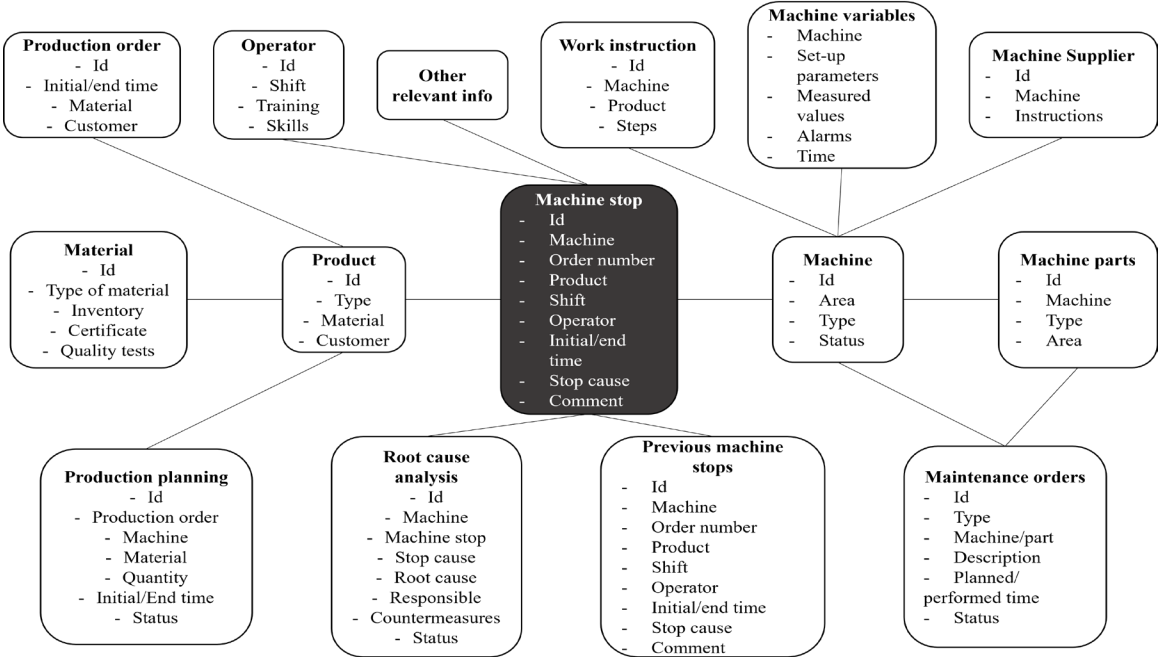 Production order
- Id
- Initial/end time
- Material
- Customer
Operator
- Id
- Shift
- Training
- Skills
Other
relevant info
Work instruction
- Id
- Machine
- Product
- Steps
Machine variables
- Machine
- Set-up
parameters
- Measured
values
- Alarms
- Time
Machine Supplier
- Id
- Machine
- Instructions
Material
- Id
- Type of material
- Inventory
- Certificate
- Quality tests
Product
- Id
- Type
- Material
- Customer
Machine stop
- Id
- Machine
- Order number
- Product
- Shift
- Operator
- Initial/end
time
- Stop cause
- Comment
Machine
- Id
- Area
- Type
- Status
Machine parts
- Id
- Machine
- Type
- Area
Production planning
- Id
- Production order
- Machine
- Material
- Quantity
- Initial/End time
- Status
Root cause
analysis
- Id
- Machine
- Machine stop
- Stop cause
- Root cause
- Responsible
- Countermeasures
- Status
Previous machine
stops
- Id
- Machine
- Order number
- Product
- Shift
- Operator
- Initial/end time
- Stop cause
- Comment
Maintenance orders
- Id
- Type
- Machine/part
- Description
- Planned/
performed time
- Status